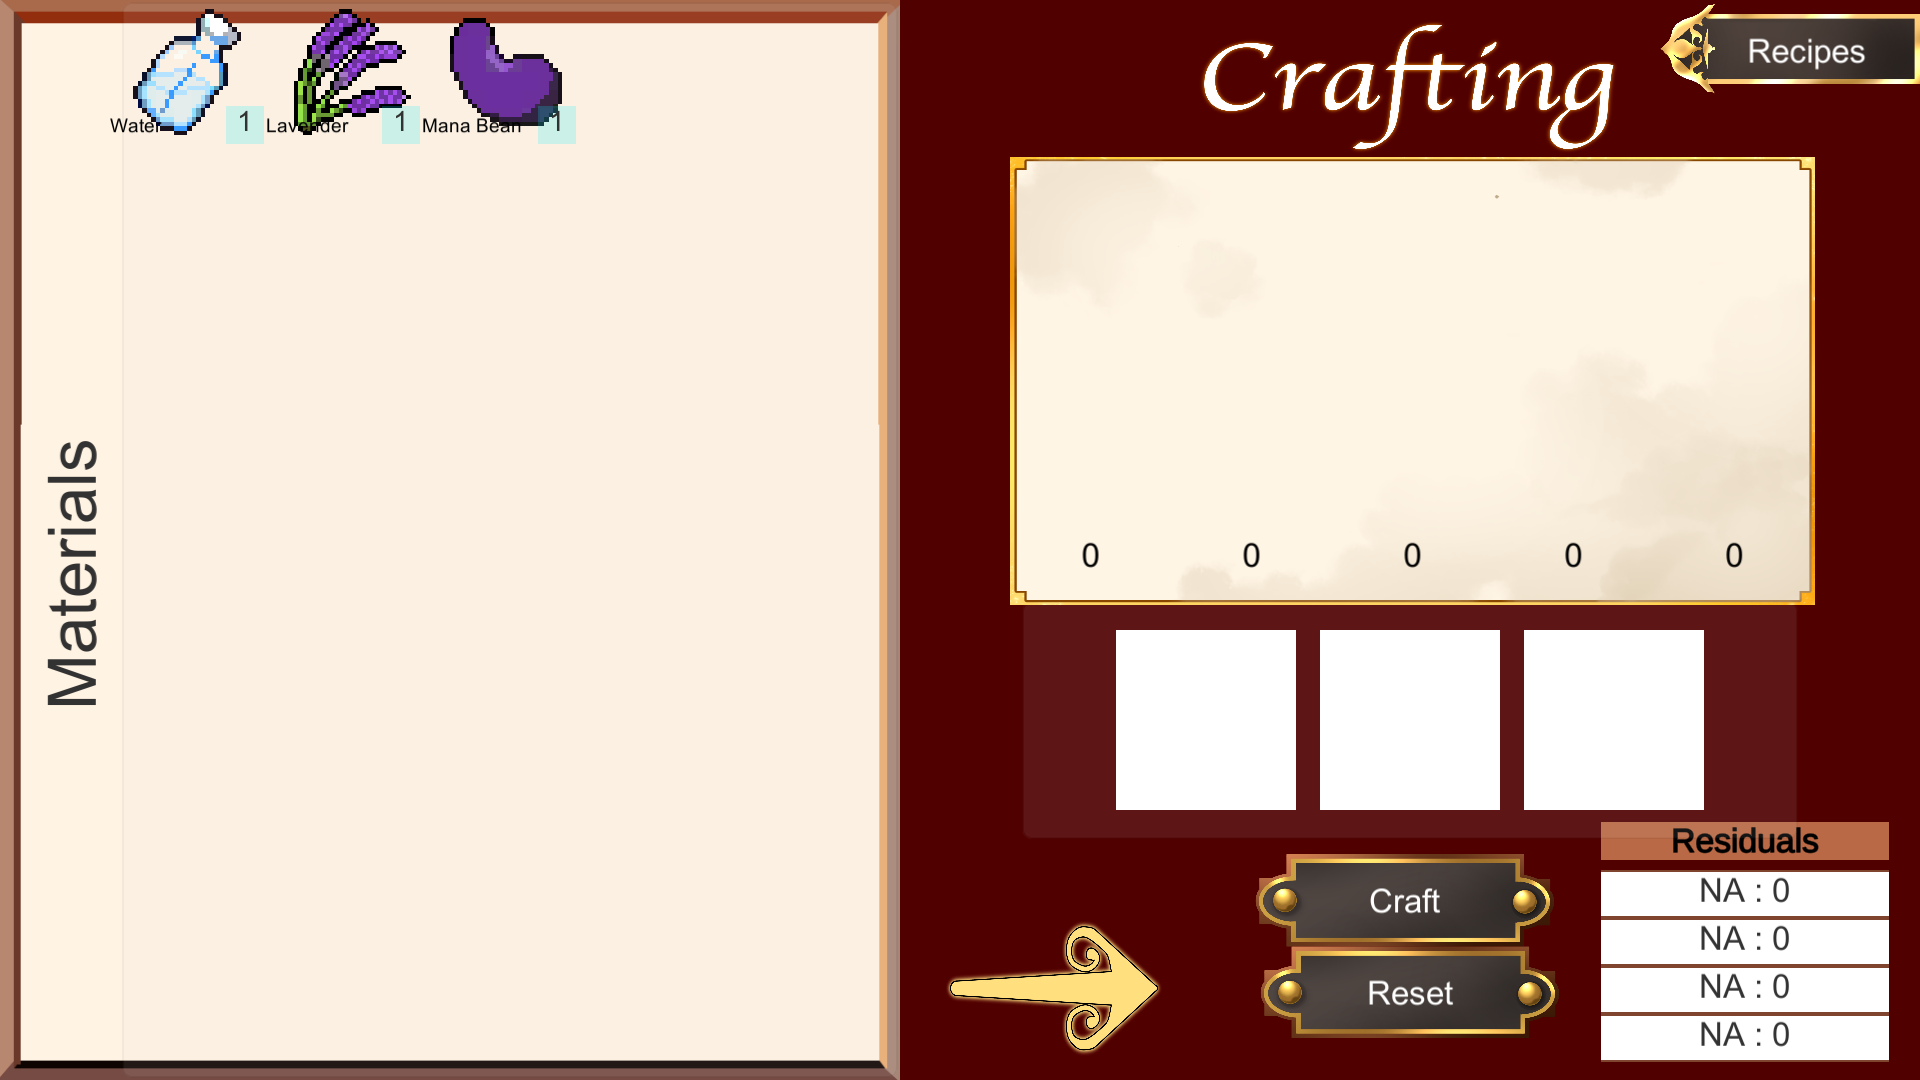 Water 1 Lavender 1 Mana Bean 1
Materials
Crafting
Recipes
0 0 0 0 0
Craft
Reset
Residuals
NA : 0
NA : 0
NA : 0
NA : 0